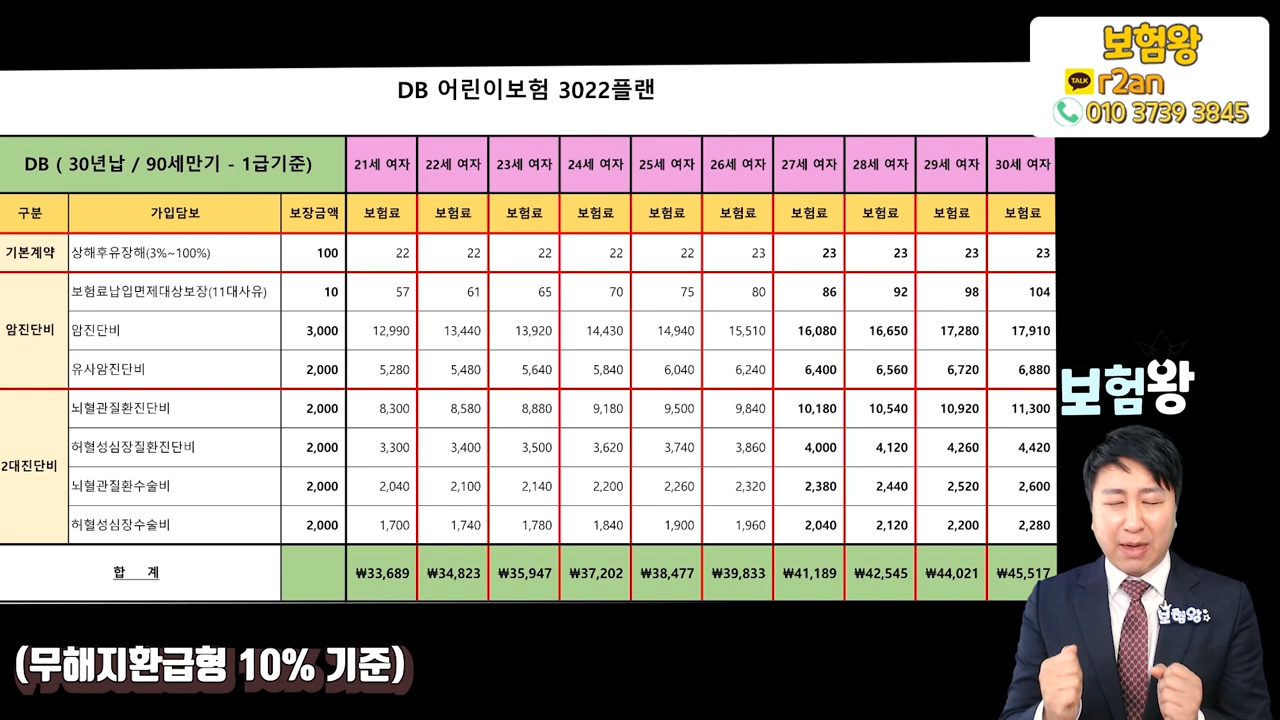 보험왕
TALK r2an
010 3739 3845
DB 어린이보험 3022플랜
DB ( 30년납 / 90세만기 - 1급기준) 21세 여자 22세 여자 23세 여자 24세 여자 25세 여자 26세 여자 27세 여자 28세 여자 29세 여자 30세 여자
구분 가입담보 보장금액 보험료 보험료 보험료 보험료 보험료 보험료 보험료 보험료 보험료 보험료
기본계약 상해후유장해(3%~100%) 100 22 22 22 22 22 23 23 23 23 23
보험료납입면제대상보장(11대사유) 10 57 61 65 70 75 80 86 92 98 104
암진단비 암진단비 3,000 12,990 13,440 13,920 14,430 14,940 15,510 16,080 16,650 17,280 17,910
유사암진단비 2,000 5,280 5,480 5,640 5,840 6,040 6,240 6,400 6,560 6,720 6,880
뇌혈관질환진단비 2,000 8,300 8,580 8,880 9,180 9,500 9,840 10,180 10,540 10,920 11,300
허혈성심장질환진단비 2,000 3,300 3,400 3,500 3,620 3,740 3,860 4,000 4,120 4,260 4,420
2대진단비
뇌혈관질환수술비 2,000 2,040 2,100 2,140 2,200 2,260 2,320 2,380 2,440 2,520 2,600
허혈성심장수술비 2,000 1,700 1,740 1,780 1,840 1,900 1,960 2,040 2,120 2,200 2,280
합 계 ₩33,689 ₩34,823 ₩35,947 ₩37,202 ₩38,477 ₩39,833 ₩41,189 ₩42,545 ₩44,021 ₩45,517
보험왕
보험왕
(무해지환급형 10% 기준)